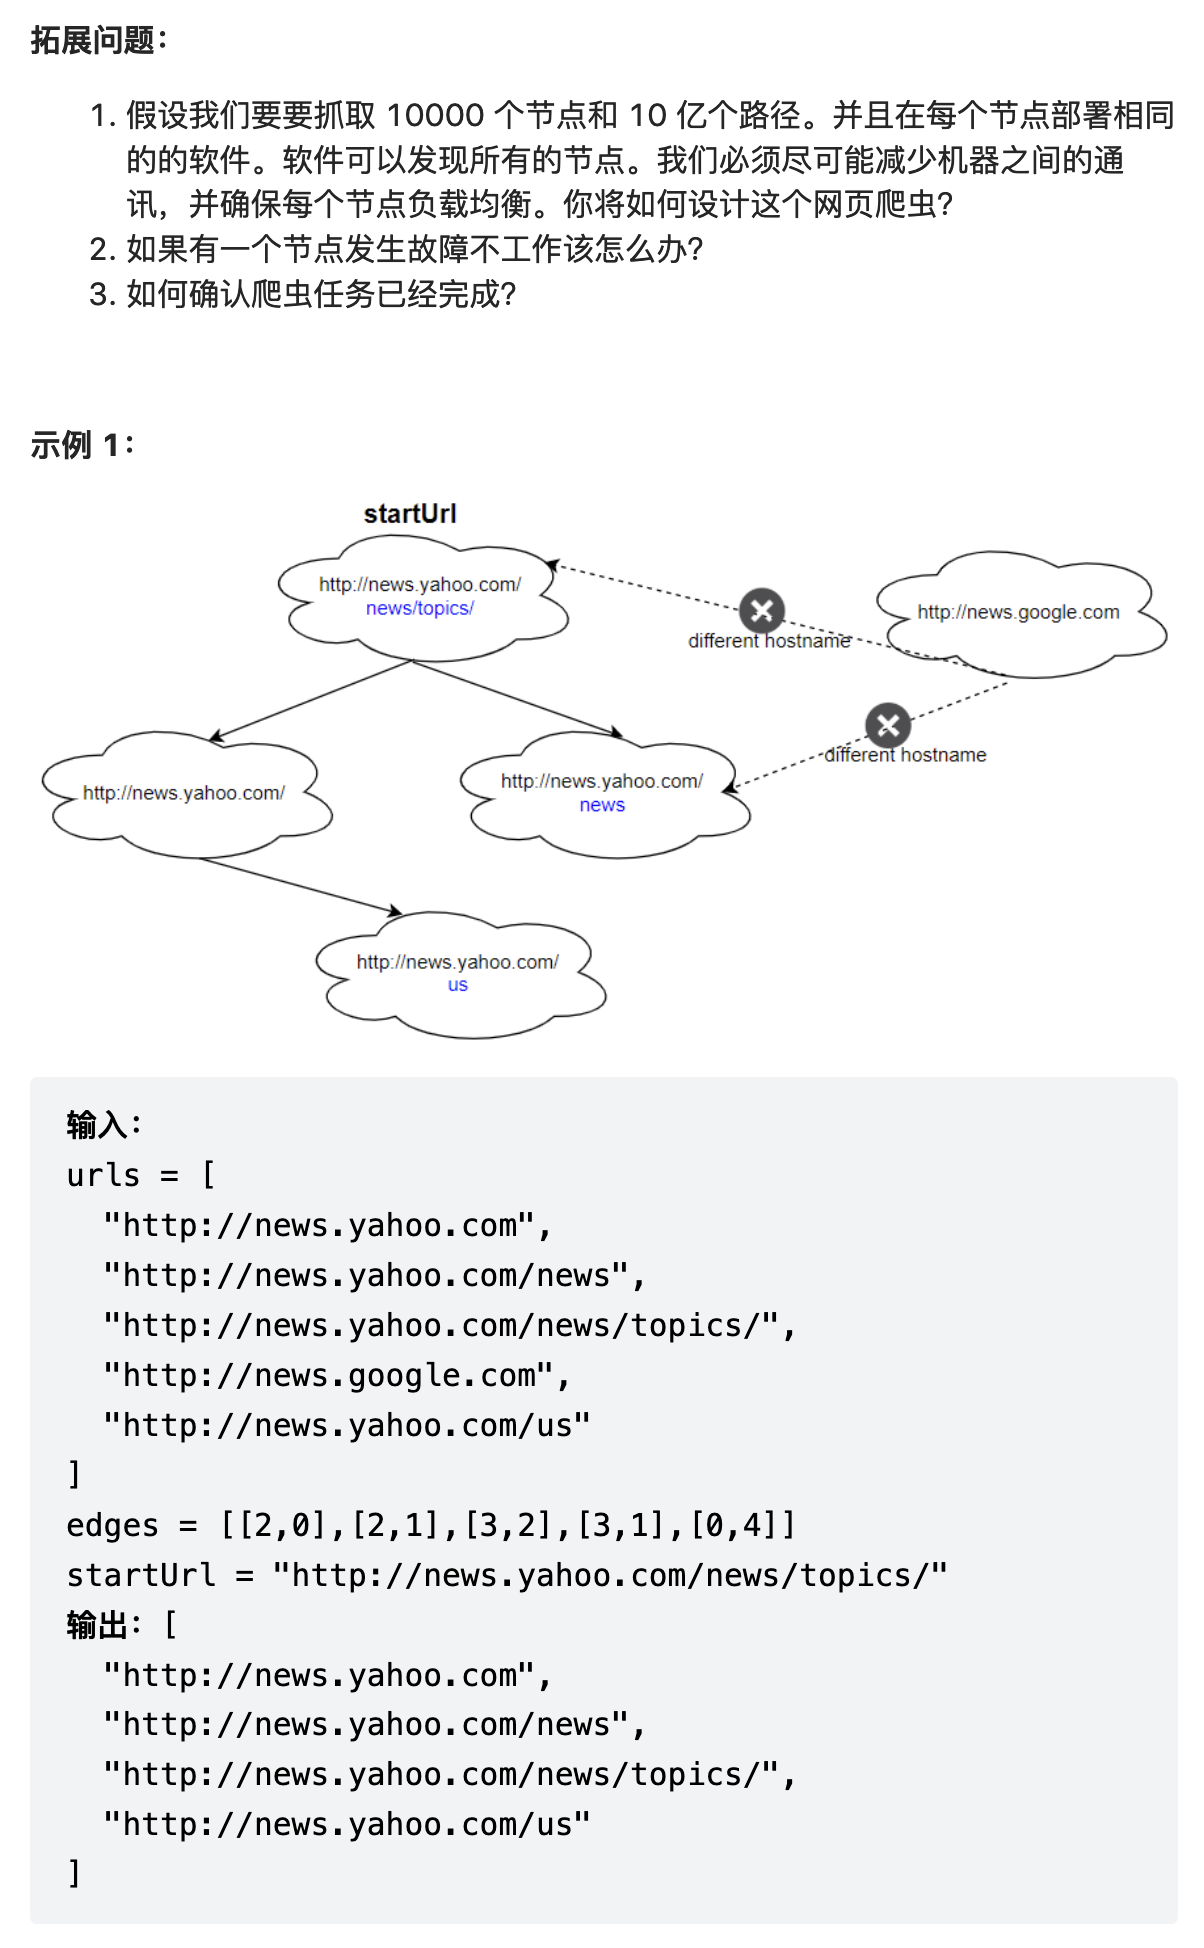 拓展问题：
1. 假设我们要要抓取 10000 个节点和 10 亿个路径。并且在每个节点部署相同
的的软件。软件可以发现所有的节点。我们必须尽可能减少机器之间的通
讯，并确保每个节点负载均衡。你将如何设计这个网页爬虫？
2. 如果有一个节点发生故障不工作该怎么办？
3. 如何确认爬虫任务已经完成？
示例 1：
startUrl
http://news.yahoo.com/
news/topics/
http://news.google.com
different hostname
different hostname
http://news.yahoo.com/
http://news.yahoo.com/
news
http://news.yahoo.com/
us
输入：
urls = [
  "http://news.yahoo.com",
  "http://news.yahoo.com/news",
  "http://news.yahoo.com/news/topics/",
  "http://news.google.com",
  "http://news.yahoo.com/us"
]
edges = [[2,0],[2,1],[3,2],[3,1],[0,4]]
startUrl = "http://news.yahoo.com/news/topics/"
输出：[
  "http://news.yahoo.com",
  "http://news.yahoo.com/news",
  "http://news.yahoo.com/news/topics/",
  "http://news.yahoo.com/us"
]